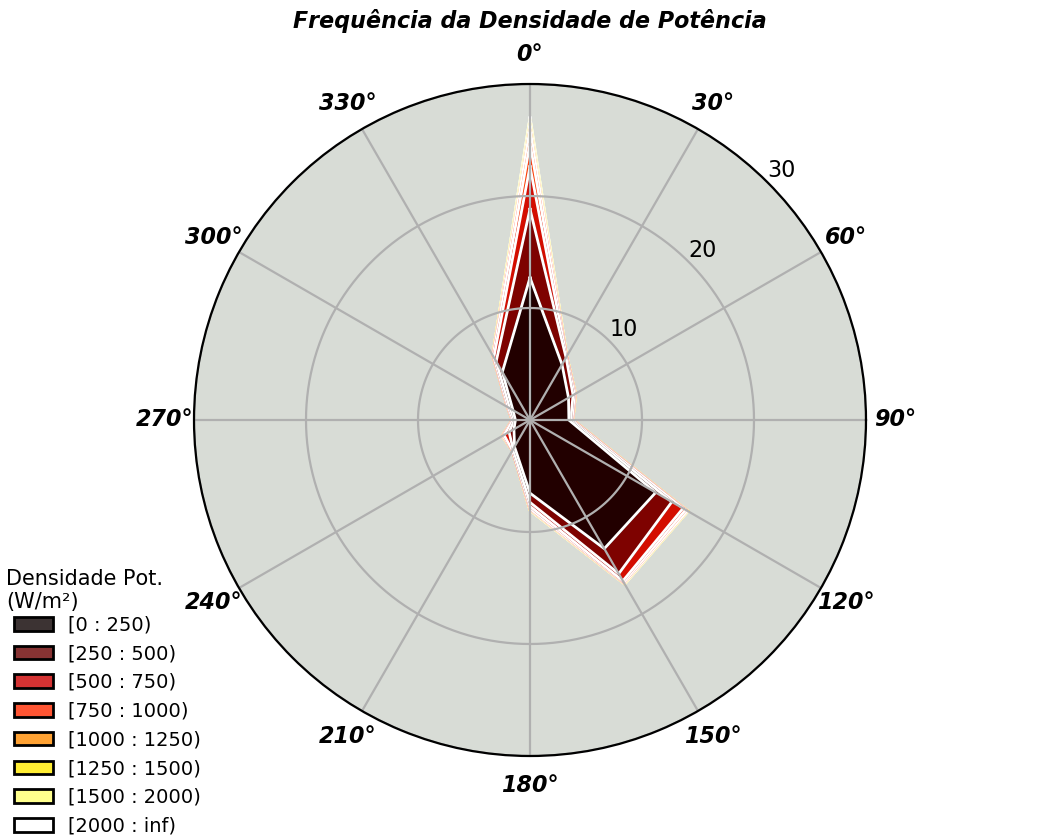 Frequência da Densidade de Potência
0°
330°
30°
30
300°
60°
20
10
270°
90°
240°
120°
210°
150°
180°
Densidade Pot.
(W/m²)
[0 : 250)
[250 : 500)
[500 : 750)
[750 : 1000)
[1000 : 1250)
[1250 : 1500)
[1500 : 2000)
[2000 : inf)